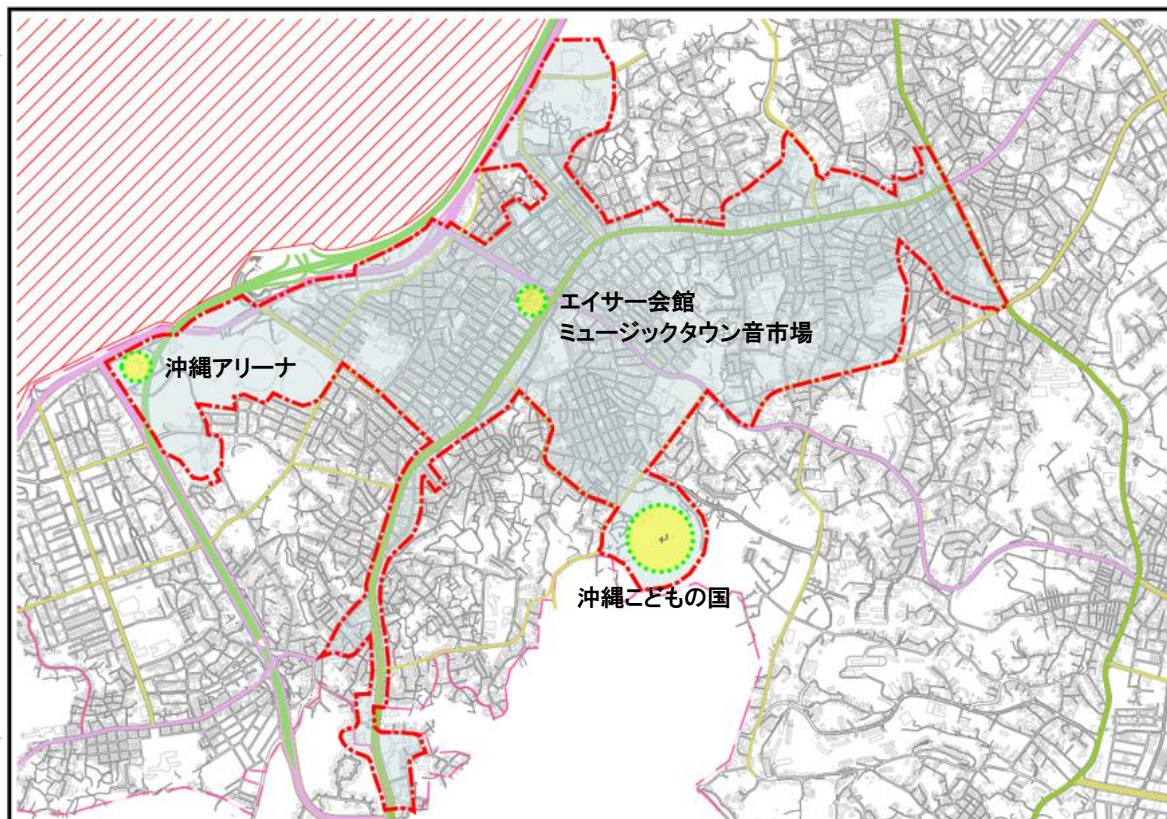 エイサー会館
ミュージックタウン音市場
沖縄アリーナ
沖縄こどもの国